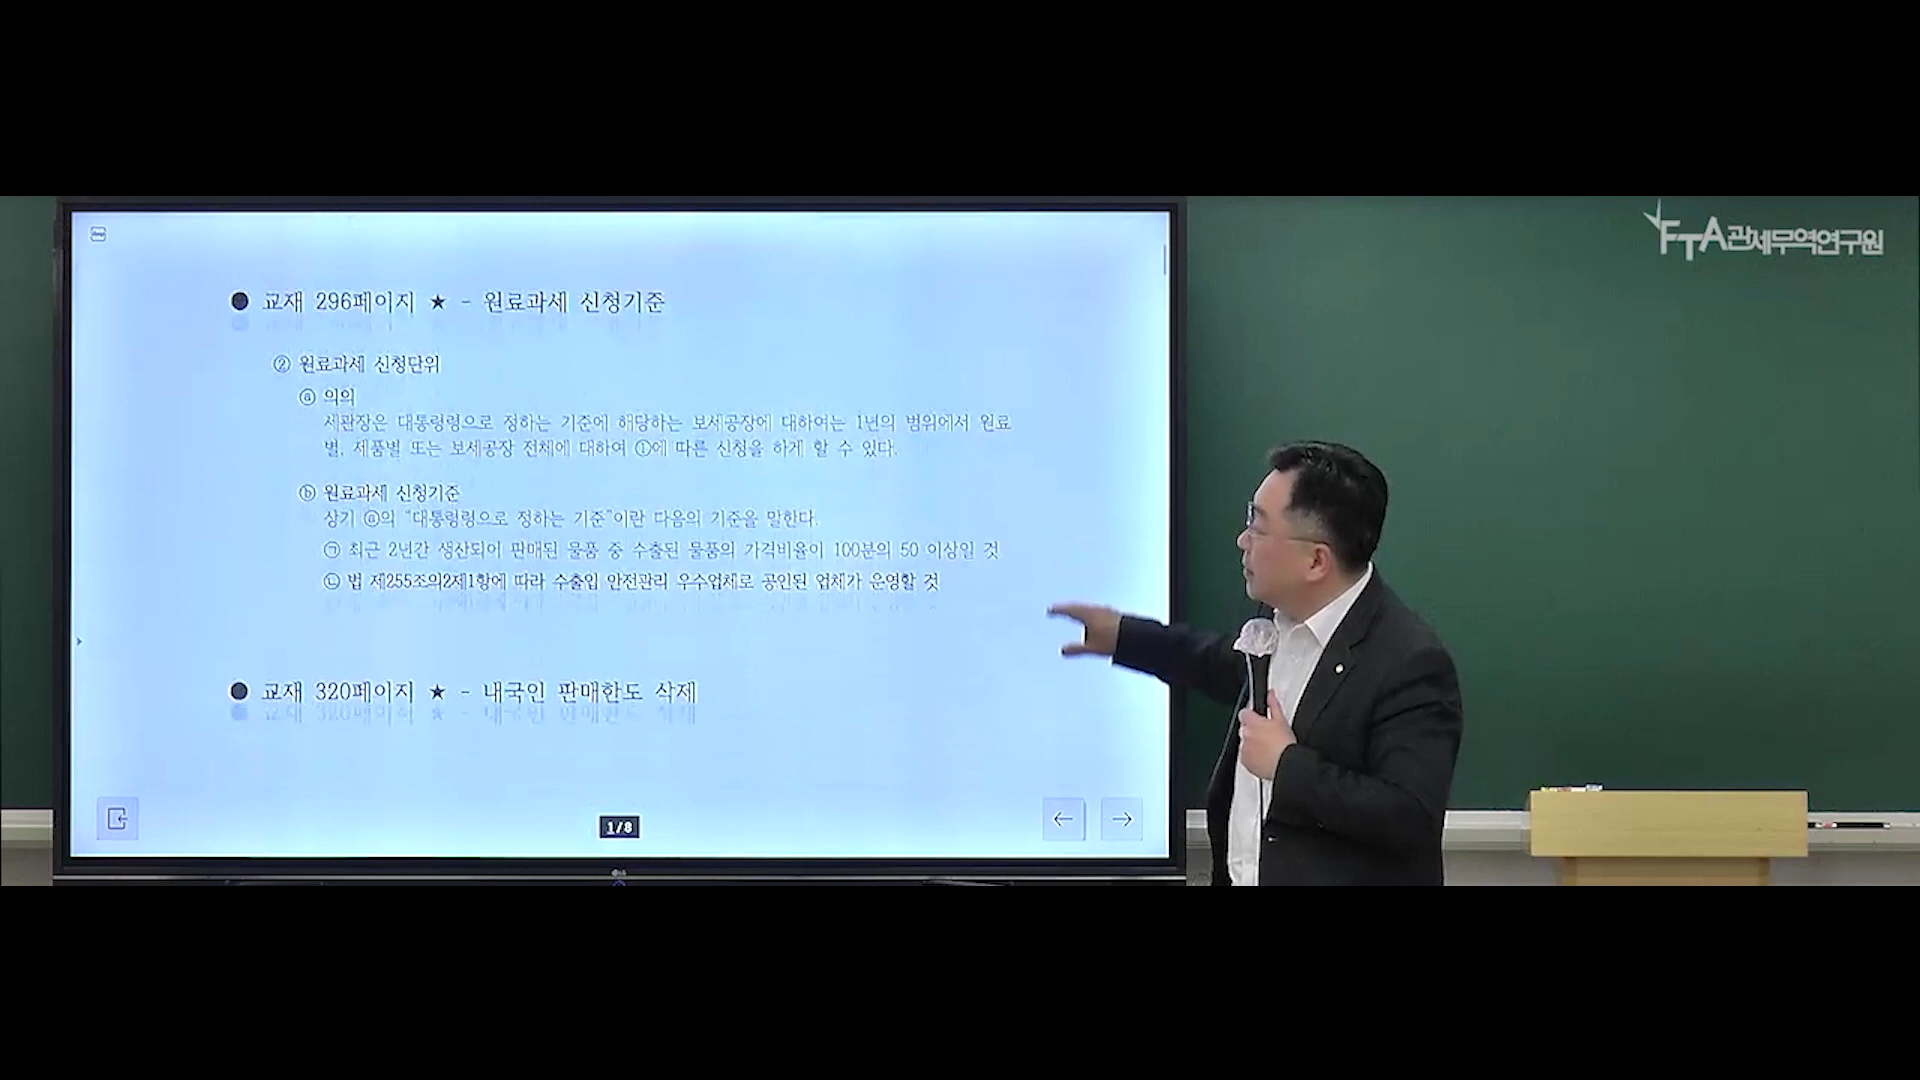 FTA관세무역연구원
● 교재 296페이지 ★ - 원료과세 신청기준
② 원료과세 신청단위
ⓐ 의의
세관장은 대통령령으로 정하는 기준에 해당하는 보세공장에 대하여는 1년의 범위에서 원료
별, 제품별 또는 보세공장 전체에 대하여 ①에 따른 신청을 하게 할 수 있다.
ⓑ 원료과세 신청기준
상기 ⓐ의 "대통령령으로 정하는 기준"이란 다음의 기준을 말한다.
㉠ 최근 2년간 생산되어 판매된 물품 중 수출된 물품의 가격비율이 100분의 50 이상일 것
㉡ 법 제255조의2제1항에 따라 수출입 안전관리 우수업체로 공인된 업체가 운영할 것
● 교재 320페이지 ★ - 내국인 판매한도 삭제
1/8
LG